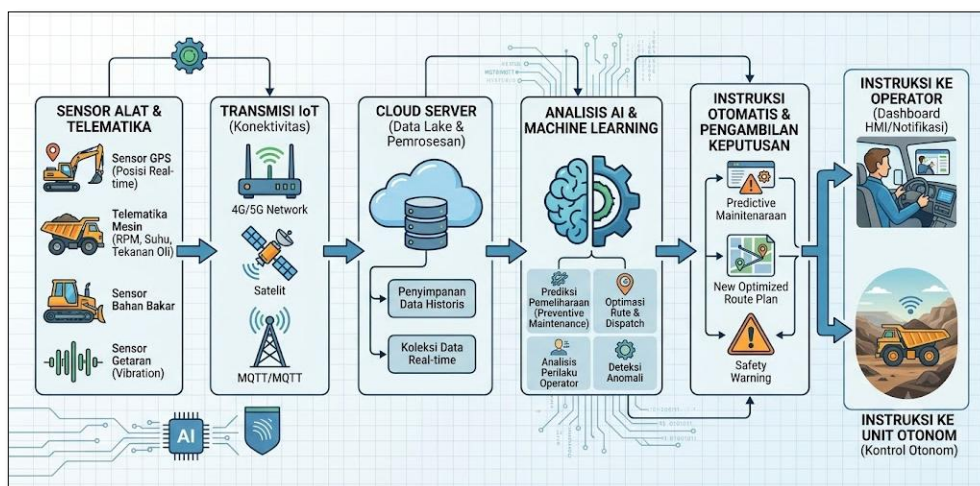 SENSOR ALAT &
TELEMATIKA
Sensor GPS
(Posisi Real-
time)
Telematika
Mesin
(RPM, Suhu,
Tekanan Oli)
Sensor
Bahan Bakar
Sensor
Getaran
(Vibration)
TRANSMISI IoT
(Konektivitas)
4G/5G Network
Satelit
MQTT/MQTT
CLOUD SERVER
(Data Lake &
Pemrosesan)
Penyimpanan
Data Historis
Koleksi Data
Real-time
ANALISIS AI &
MACHINE LEARNING
Prediksi
Pemeliharaan
(Preventive
Maintenance)
Optimasi
Rute &
Dispatch
Analisis
Perilaku
Operator
Deteksi
Anomali
INSTRUKSI
OTOMATIS &
PENGAMBILAN
KEPUTUSAN
Predictive
Mainitenaraan
New Optimized
Route Plan
Safety
Warning
INSTRUKSI KE
OPERATOR
(Dashboard
HMI/Notifikasi)
INSTRUKSI KE
UNIT OTONOM
(Kontrol Otonom)
AI